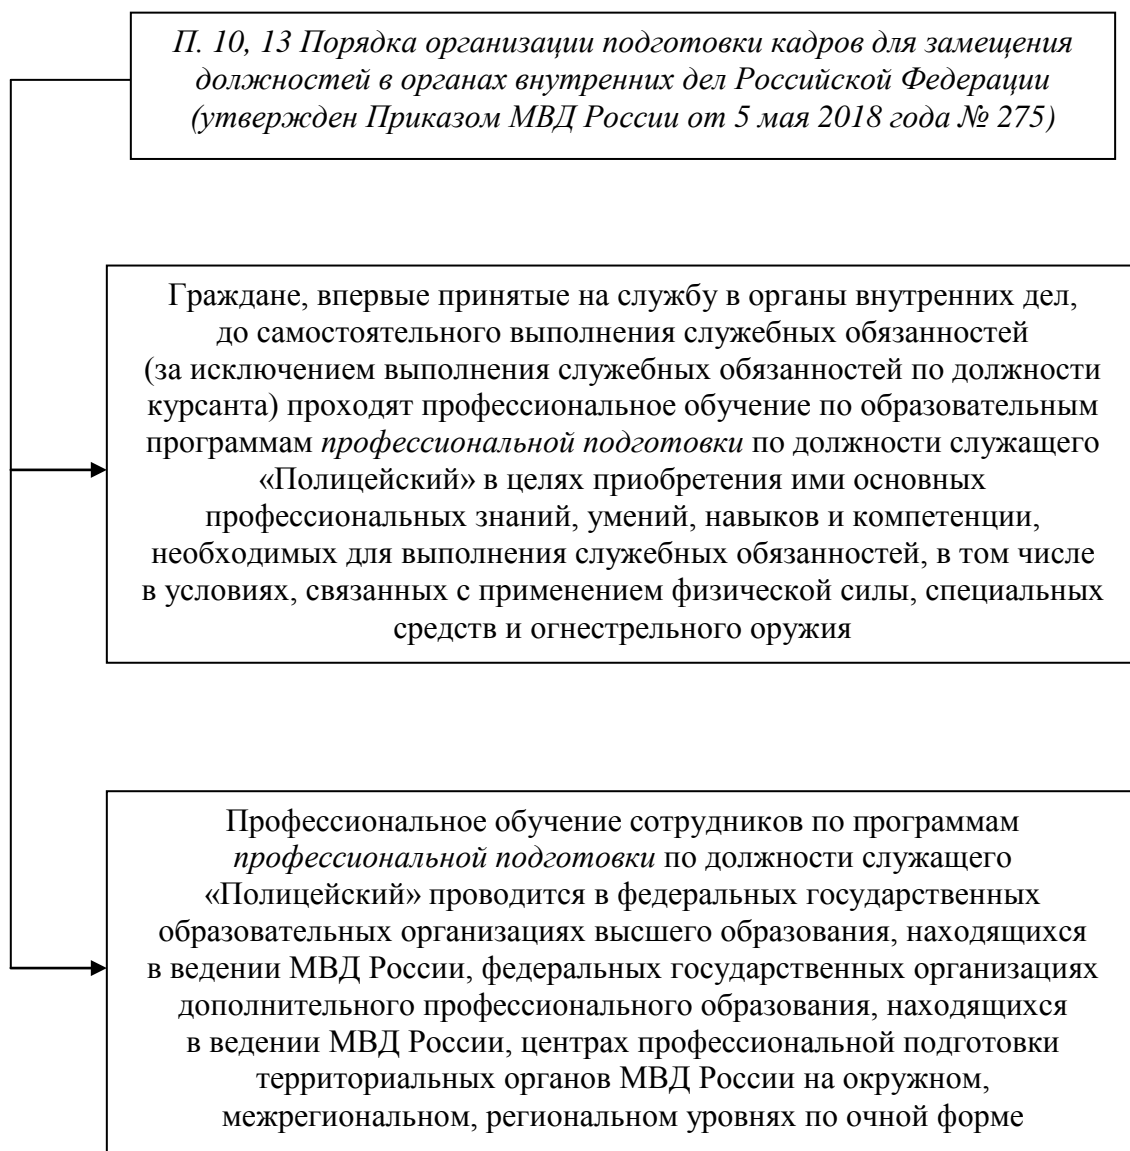 П. 10, 13 Порядка организации подготовки кадров для замещения
должностей в органах внутренних дел Российской Федерации
(утвержден Приказом МВД России от 5 мая 2018 года № 275)
Граждане, впервые принятые на службу в органы внутренних дел,
до самостоятельного выполнения служебных обязанностей
(за исключением выполнения служебных обязанностей по должности
курсанта) проходят профессиональное обучение по образовательным
программам профессиональной подготовки по должности служащего
«Полицейский» в целях приобретения ими основных
профессиональных знаний, умений, навыков и компетенции,
необходимых для выполнения служебных обязанностей, в том числе
в условиях, связанных с применением физической силы, специальных
средств и огнестрельного оружия
Профессиональное обучение сотрудников по программам
профессиональной подготовки по должности служащего
«Полицейский» проводится в федеральных государственных
образовательных организациях высшего образования, находящихся
в ведении МВД России, федеральных государственных организациях
дополнительного профессионального образования, находящихся
в ведении МВД России, центрах профессиональной подготовки
территориальных органов МВД России на окружном,
межрегиональном, региональном уровнях по очной форме